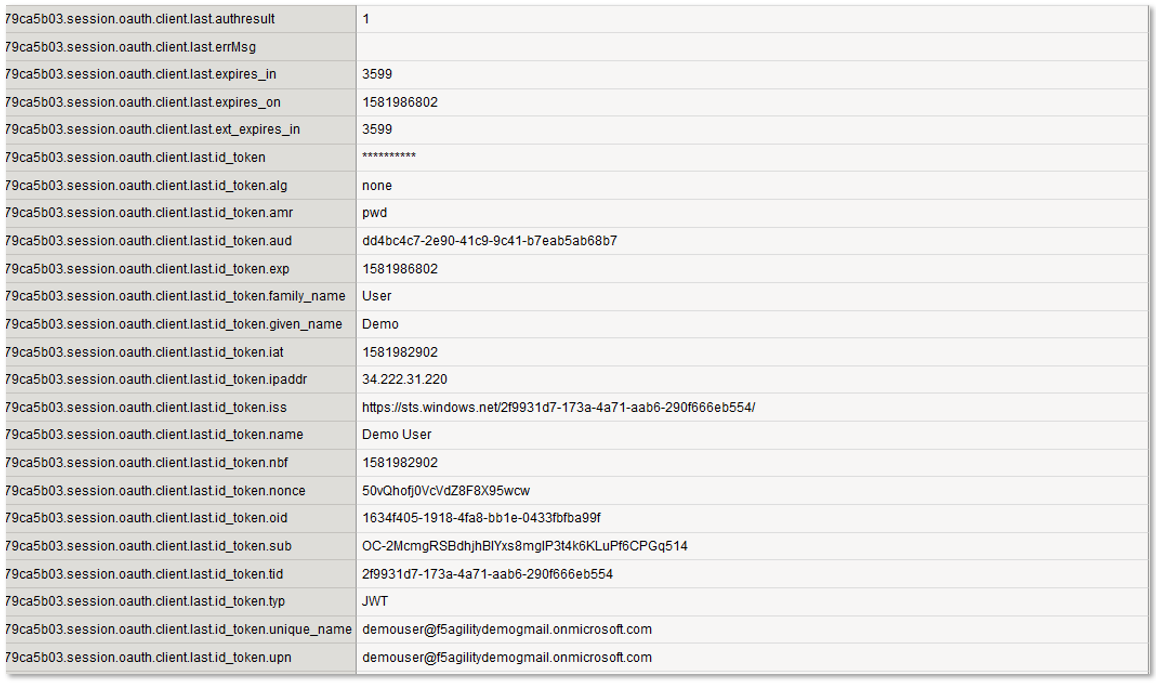 79ca5b03.session.oauth.client.last.authresult 1
79ca5b03.session.oauth.client.last.errMsg
79ca5b03.session.oauth.client.last.expires_in 3599
79ca5b03.session.oauth.client.last.expires_on 1581986802
79ca5b03.session.oauth.client.last.ext_expires_in 3599
79ca5b03.session.oauth.client.last.id_token **********
79ca5b03.session.oauth.client.last.id_token.alg none
79ca5b03.session.oauth.client.last.id_token.amr pwd
79ca5b03.session.oauth.client.last.id_token.aud dd4bc4c7-2e90-41c9-9c41-b7eab5ab68b7
79ca5b03.session.oauth.client.last.id_token.exp 1581986802
79ca5b03.session.oauth.client.last.id_token.family_name User
79ca5b03.session.oauth.client.last.id_token.given_name Demo
79ca5b03.session.oauth.client.last.id_token.iat 1581982902
79ca5b03.session.oauth.client.last.id_token.ipaddr 34.222.31.220
79ca5b03.session.oauth.client.last.id_token.iss https://sts.windows.net/2f9931d7-173a-4a71-aab6-290f666eb554/
79ca5b03.session.oauth.client.last.id_token.name Demo User
79ca5b03.session.oauth.client.last.id_token.nbf 1581982902
79ca5b03.session.oauth.client.last.id_token.nonce 50vQhofj0VcVdZ8F8X95wcw
79ca5b03.session.oauth.client.last.id_token.oid 1634f405-1918-4fa8-bb1e-0433fbfba99f
79ca5b03.session.oauth.client.last.id_token.sub OC-2McmgRSBdhjhBlYxs8mglP3t4k6KLuPf6CPGq514
79ca5b03.session.oauth.client.last.id_token.tid 2f9931d7-173a-4a71-aab6-290f666eb554
79ca5b03.session.oauth.client.last.id_token.typ JWT
79ca5b03.session.oauth.client.last.id_token.unique_name demouser@f5agilitydemogmail.onmicrosoft.com
79ca5b03.session.oauth.client.last.id_token.upn demouser@f5agilitydemogmail.onmicrosoft.com